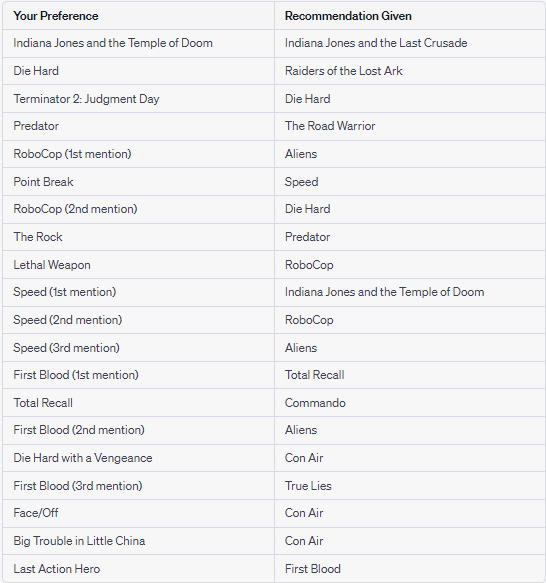 Your Preference Recommendation Given
Indiana Jones and the Temple of Doom Indiana Jones and the Last Crusade
Die Hard Raiders of the Lost Ark
Terminator 2: Judgment Day Die Hard
Predator The Road Warrior
RoboCop (1st mention) Aliens
Point Break Speed
RoboCop (2nd mention) Die Hard
The Rock Predator
Lethal Weapon RoboCop
Speed (1st mention) Indiana Jones and the Temple of Doom
Speed (2nd mention) RoboCop
Speed (3rd mention) Aliens
First Blood (1st mention) Total Recall
Total Recall Commando
First Blood (2nd mention) Aliens
Die Hard with a Vengeance Con Air
First Blood (3rd mention) True Lies
Face/Off Con Air
Big Trouble in Little China Con Air
Last Action Hero First Blood